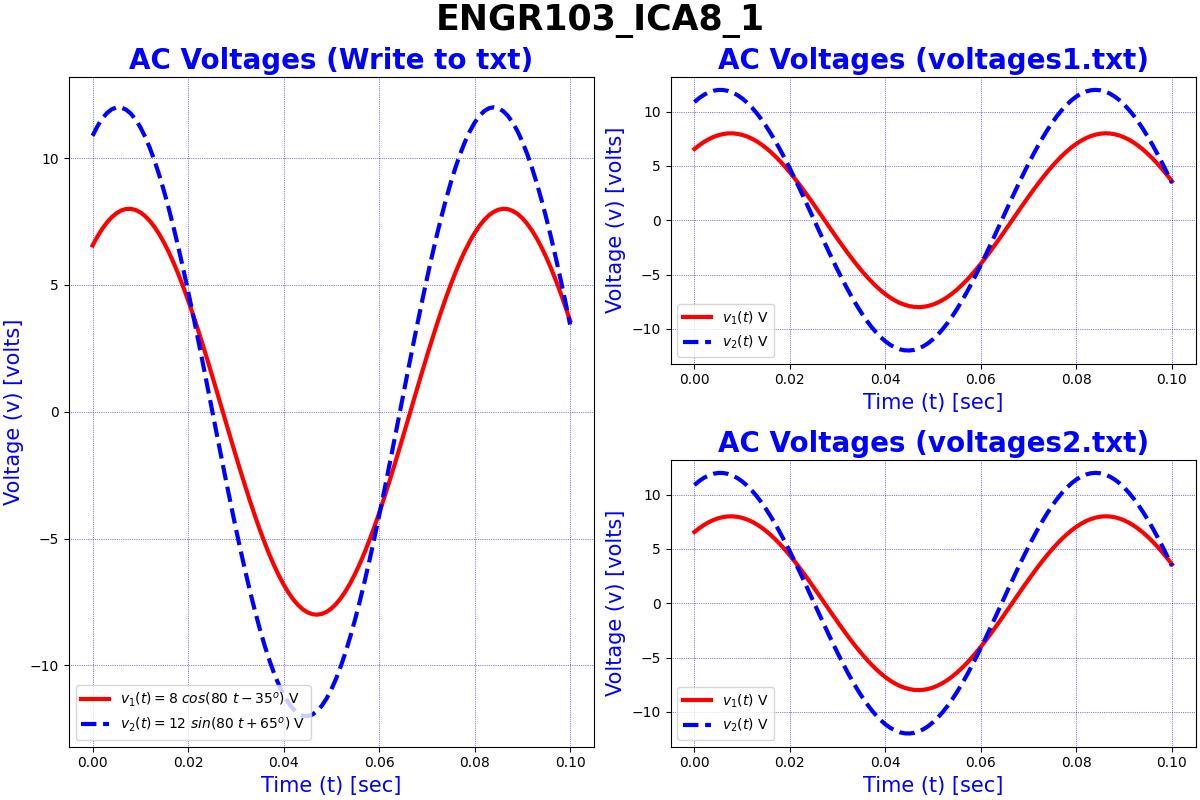 ENGR103_ICA8_1
AC Voltages (Write to txt)
Voltage (v) [volts]
10
5
0
−5
−10
v₁(t) = 8 cos(80 t − 35ᵒ) V
v₂(t) = 12 sin(80 t + 65ᵒ) V
0.00 0.02 0.04 0.06 0.08 0.10
Time (t) [sec]
AC Voltages (voltages1.txt)
Voltage (v) [volts]
10
5
0
−5
−10
v₁(t) V
v₂(t) V
0.00 0.02 0.04 0.06 0.08 0.10
Time (t) [sec]
AC Voltages (voltages2.txt)
Voltage (v) [volts]
10
5
0
−5
−10
v₁(t) V
v₂(t) V
0.00 0.02 0.04 0.06 0.08 0.10
Time (t) [sec]